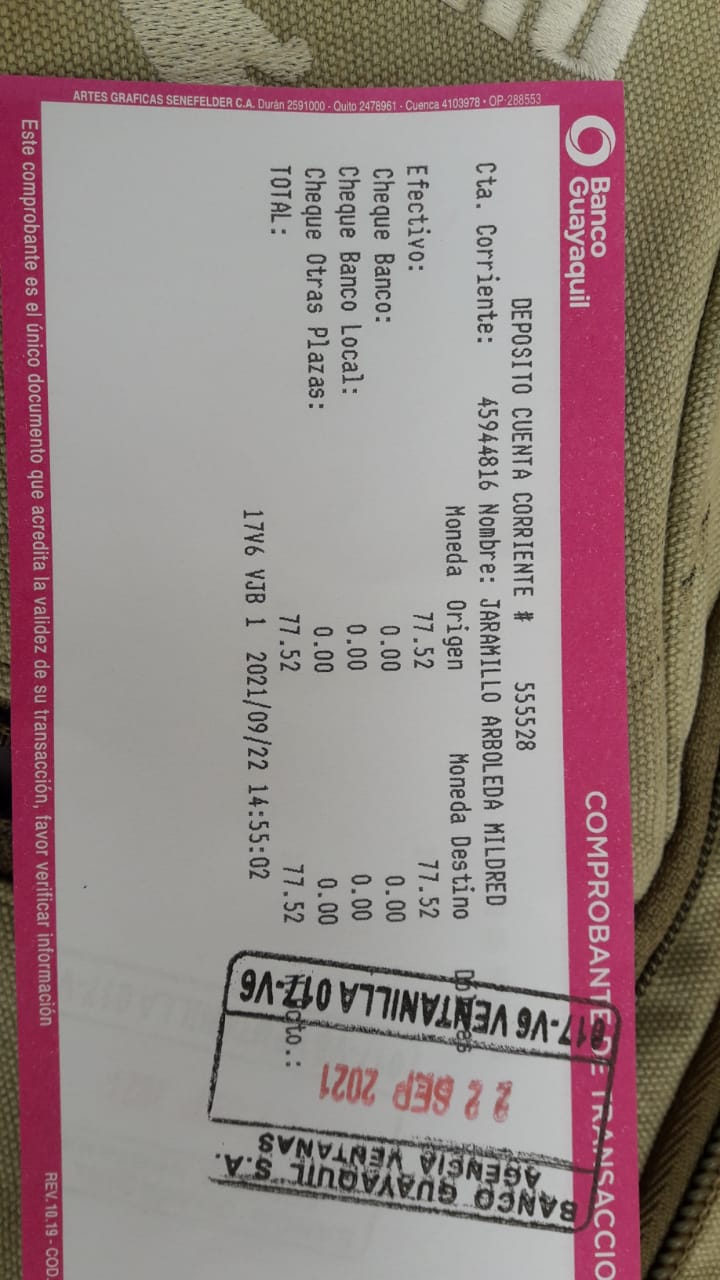 ARTES GRAFICAS SENEFELDER C.A. Durán 2591000 - Quito 2478961 - Cuenca 4103978 • OP-288553
Banco
Guayaquil
COMPROBANTE DE TRANSACCIO
DEPOSITO CUENTA CORRIENTE # 555528
Cta. Corriente: 45944816 Nombre: JARAMILLO ARBOLEDA MILDRED
Moneda Origen Moneda Destino
Efectivo: 77.52 77.52
Cheque Banco: 0.00 0.00
Cheque Banco Local: 0.00 0.00
Cheque Otras Plazas: 0.00 0.00
TOTAL: 77.52 77.52
17V6 VJB 1 2021/09/22 14:55:02
BANCO GUAYAQUIL S.A.
AGENCIA VENTANAS
22 SEP 2021
017-V6 VENTANILLA 017-V6
Este comprobante es el único documento que acredita la validez de su transacción, favor verificar información
REV.10.19 - COD.